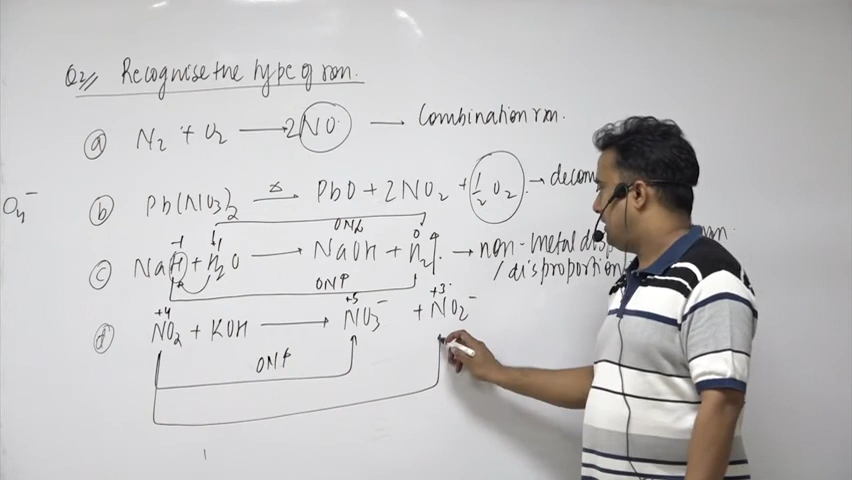 Q2// Recognise the type of rxn.
(a) N2 + O2 → 2NO. — Combination rxn.
O4 −
(b) Pb(NO3)2 →Δ PbO + 2NO2 + 1/2 O2. → decom
-1 +1 ON↓ 0
(c) NaH + H2O → NaOH + H2↑. → non-metal disp
/ disproportion
ON↑
+4 +5 +3
(d) NO2 + KOH → NO3− + NO2−
ON↑